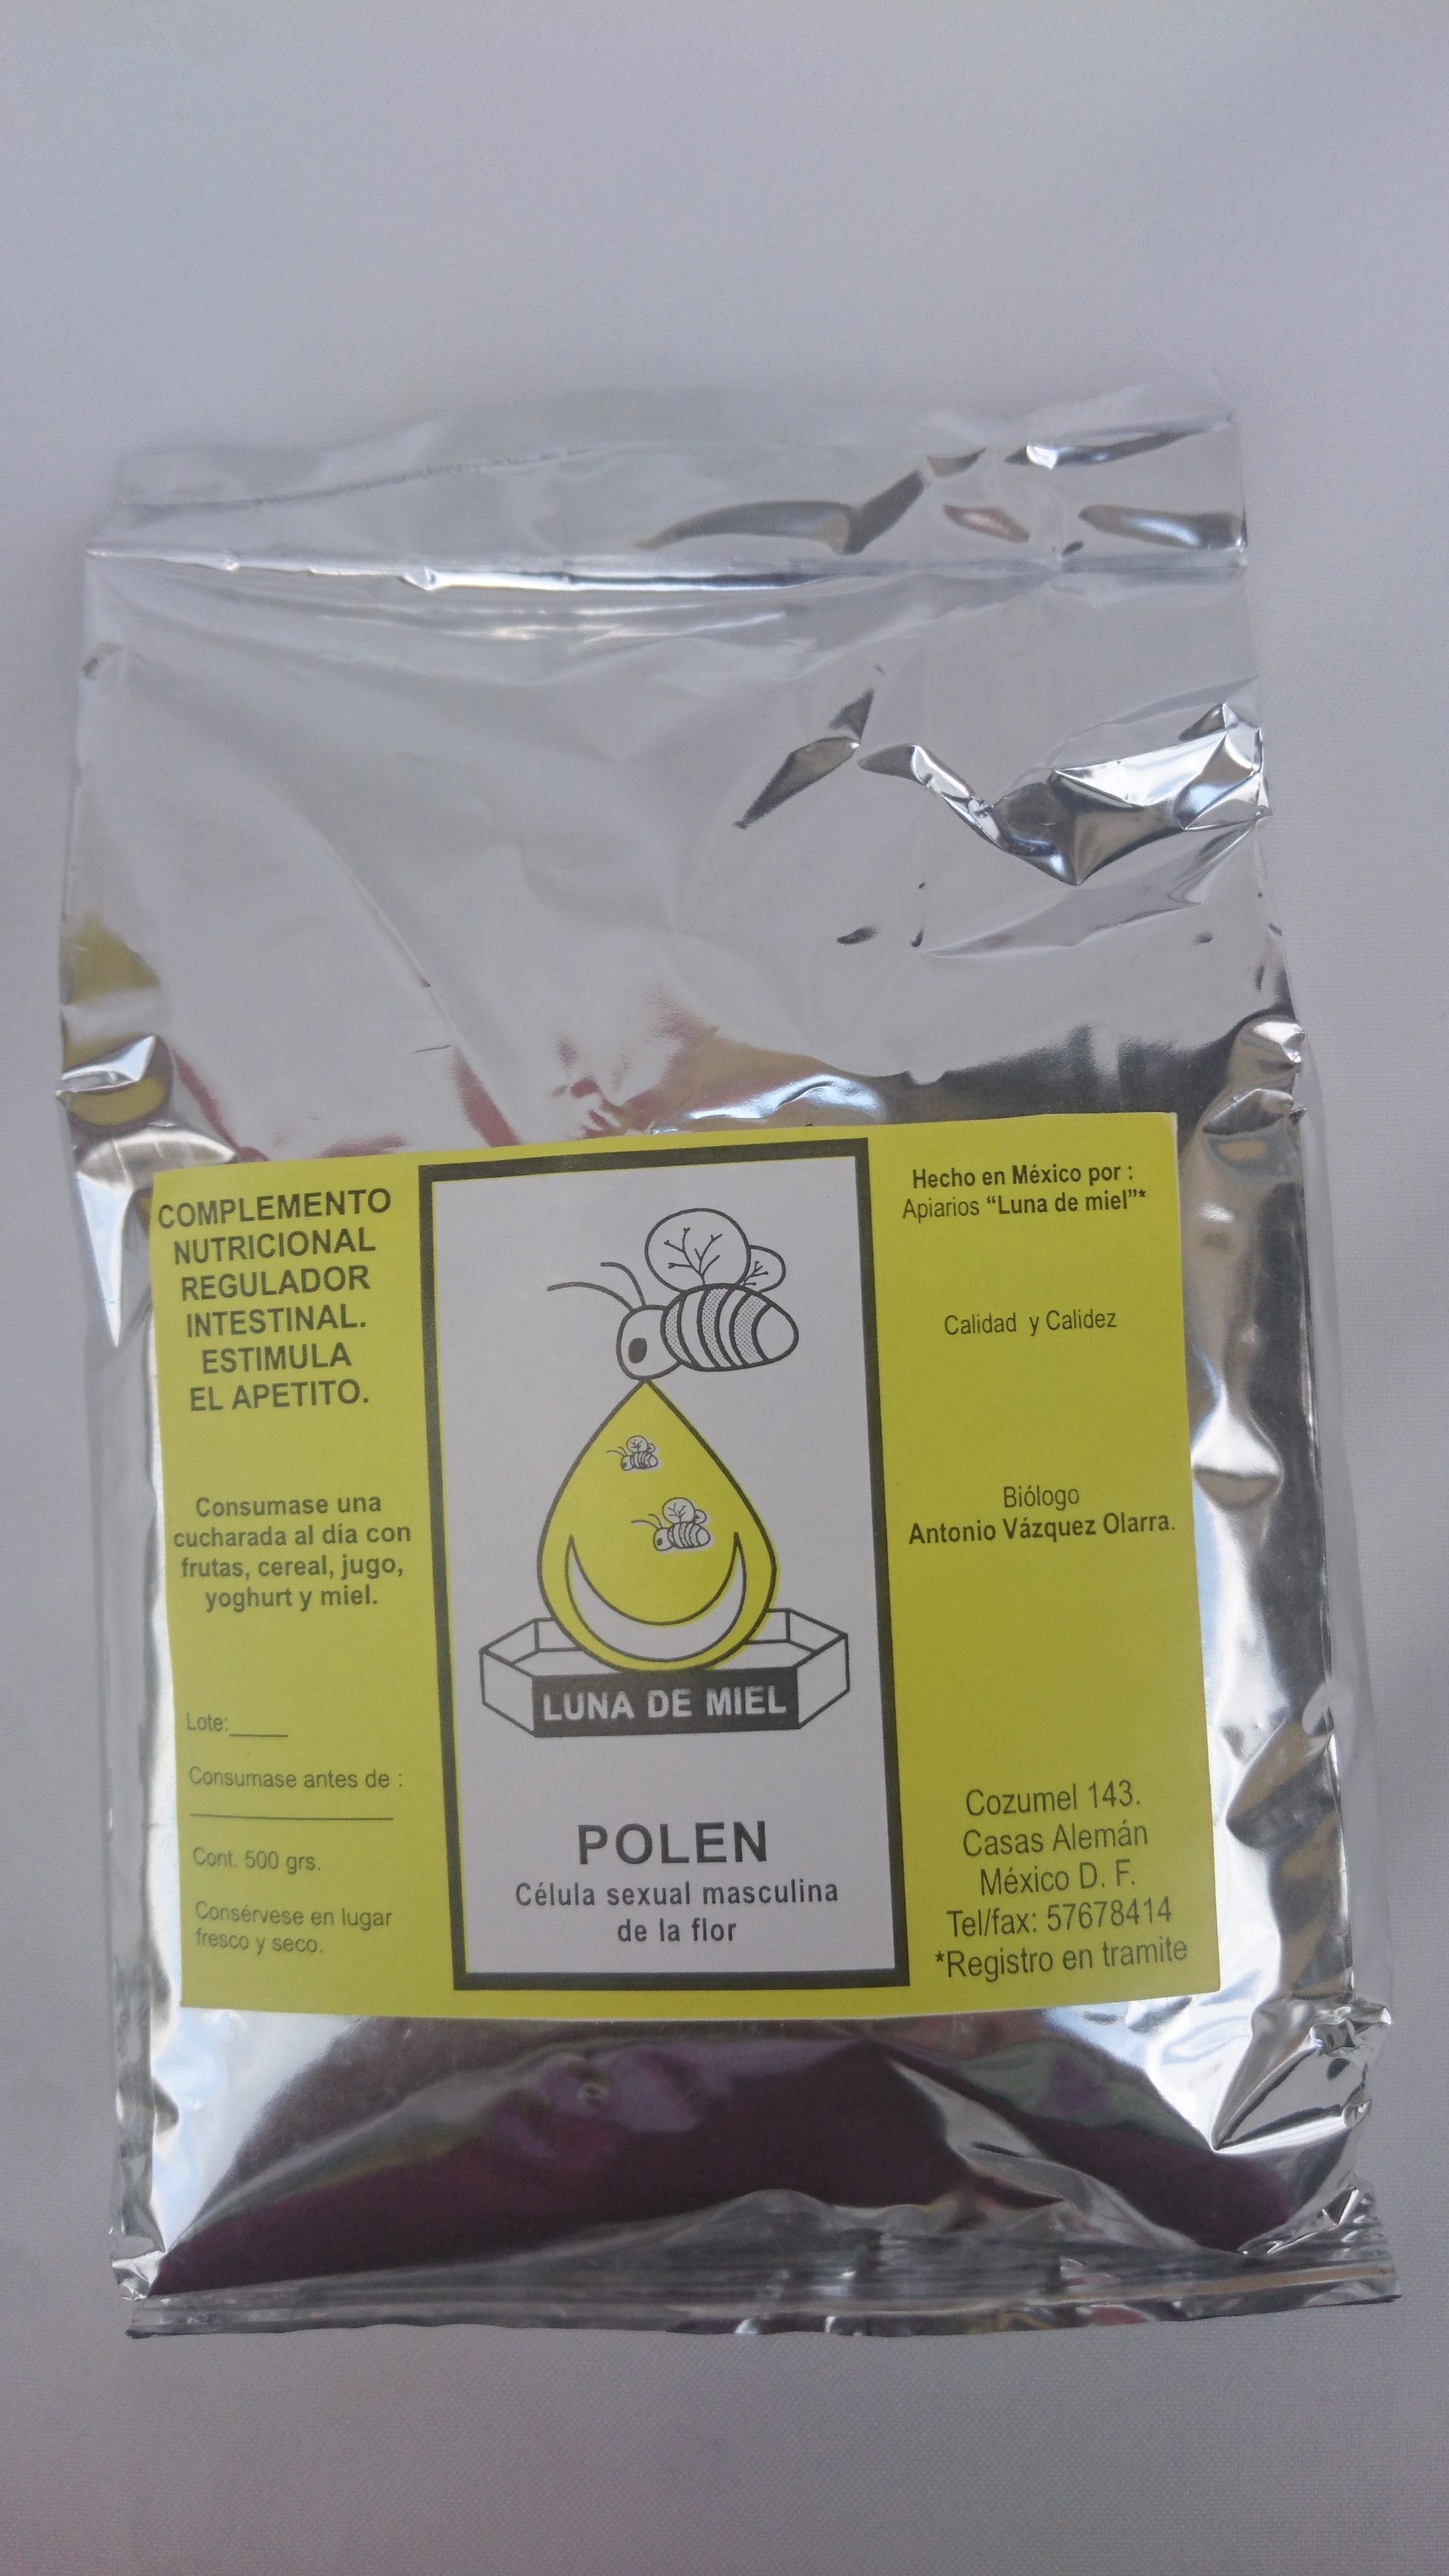 COMPLEMENTO
NUTRICIONAL
REGULADOR
INTESTINAL.
ESTIMULA
EL APETITO.
Consumase una
cucharada al día con
frutas, cereal, jugo,
yoghurt y miel.
Lote:_____
Consumase antes de :
Cont. 500 grs.
Consérvese en lugar
fresco y seco.
LUNA DE MIEL
POLEN
Célula sexual masculina
de la flor
Hecho en México por :
Apiarios “Luna de miel”*
Calidad y Calidez
Biólogo
Antonio Vázquez Olarra.
Cozumel 143.
Casas Alemán
México D. F.
Tel/fax: 57678414
*Registro en tramite